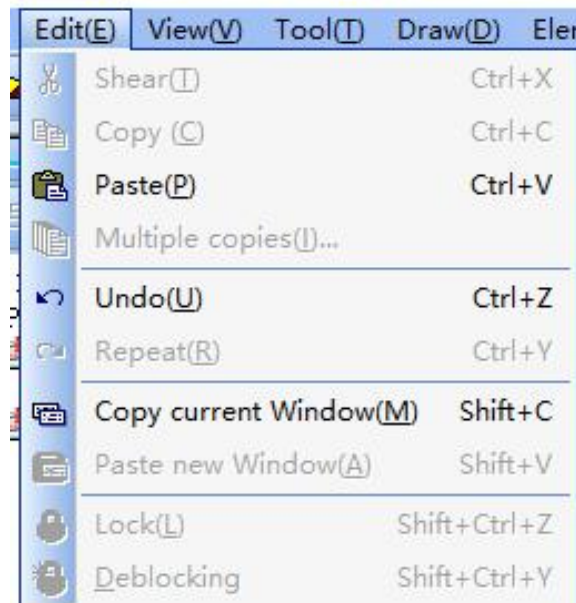 Edit(E) View(V) Tool(T) Draw(D)
Shear(T) Ctrl+X
Copy (C) Ctrl+C
Paste(P) Ctrl+V
Multiple copies(I)...
Undo(U) Ctrl+Z
Repeat(R) Ctrl+Y
Copy current Window(M) Shift+C
Paste new Window(A) Shift+V
Lock(L) Shift+Ctrl+Z
Deblocking Shift+Ctrl+Y